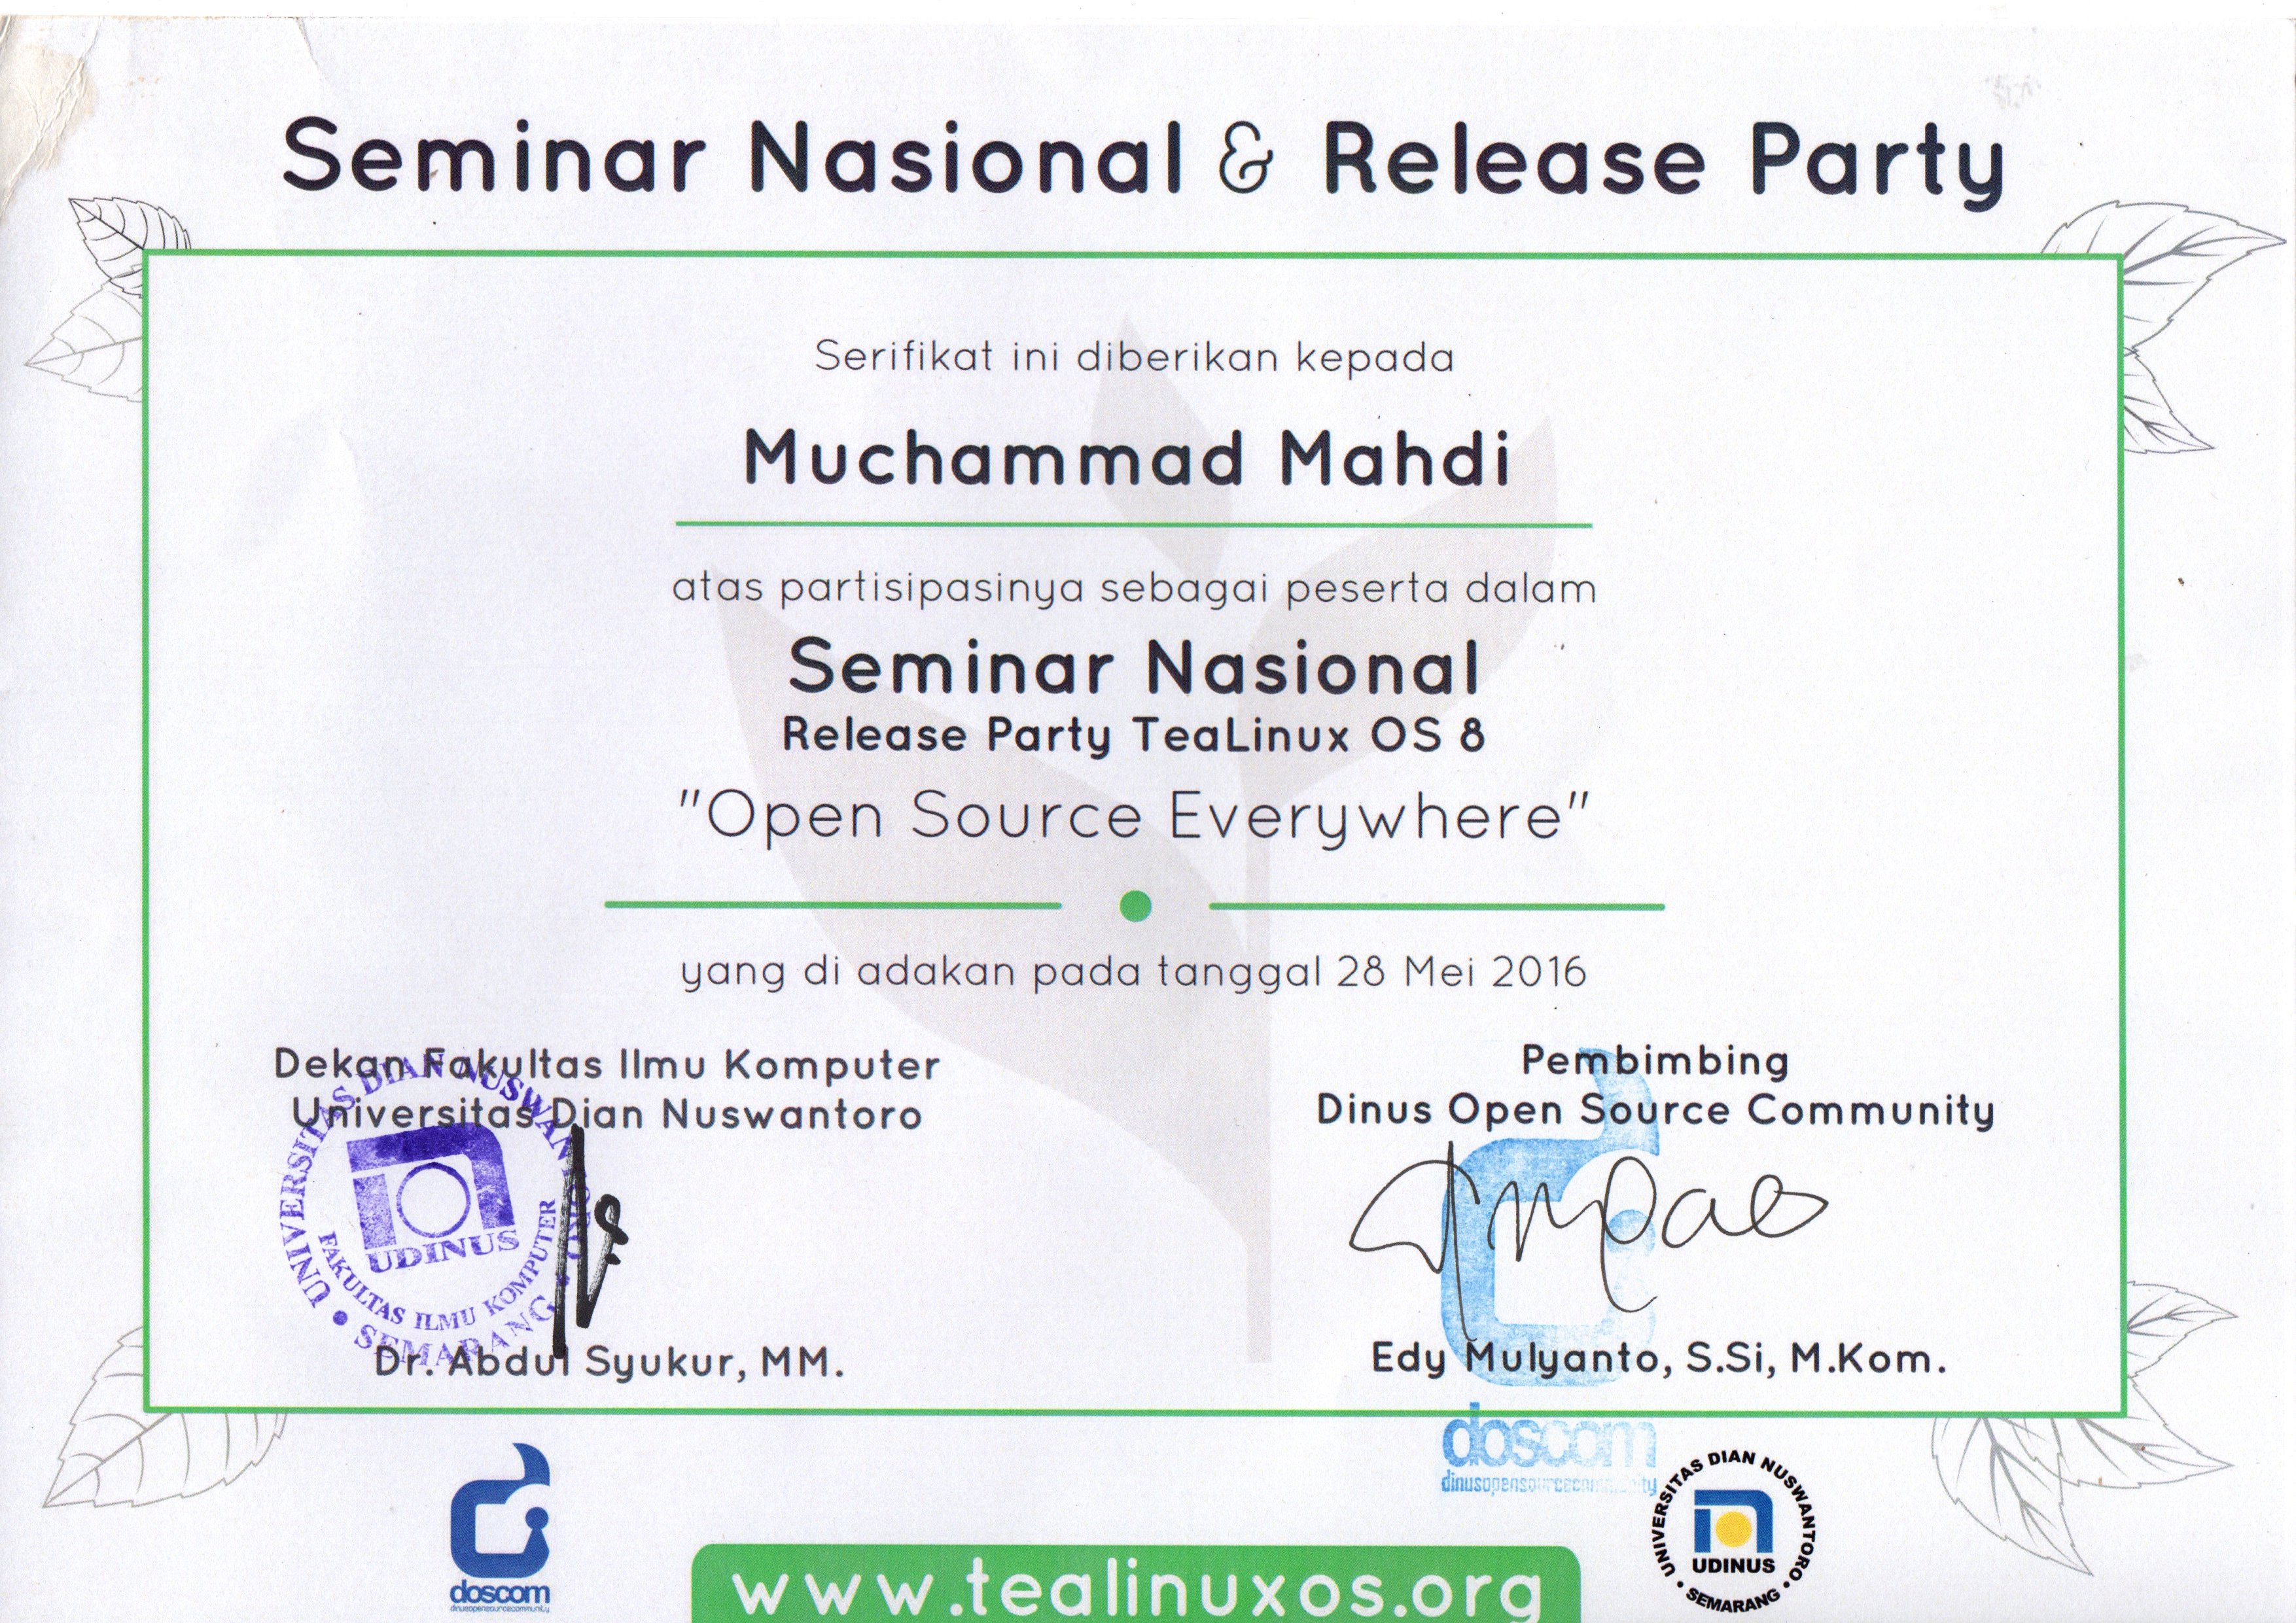 Seminar Nasional & Release Party
Serifikat ini diberikan kepada
Muchammad Mahdi
atas partisipasinya sebagai peserta dalam
Seminar Nasional
Release Party TeaLinux OS 8
"Open Source Everywhere"
yang di adakan pada tanggal 28 Mei 2016
Dekan Fakultas Ilmu Komputer
Universitas Dian Nuswantoro
UNIVERSITAS DIAN NUSWANTORO
UDINUS
FAKULTAS ILMU KOMPUTER
SEMARANG
Dr. Abdul Syukur, MM.
Pembimbing
Dinus Open Source Community
Edy Mulyanto, S.Si, M.Kom.
doscom
dinusopensourcecommunity
doscom
dinusopensourcecommunity
www.tealinuxos.org
UNIVERSITAS DIAN NUSWANTORO
UDINUS
SEMARANG